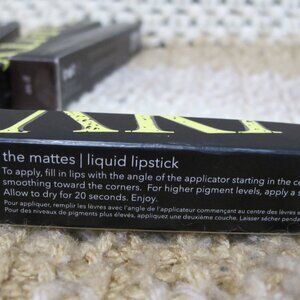 the mattes | liquid lipstick
To apply, fill in lips with the angle of the applicator starting in the ce
smoothing toward the corners. For higher pigment levels, apply a s
Allow to dry for 20 seconds. Enjoy.
Pour appliquer, remplir les lèvres avec l'angle de l'applicateur commençant au centre des lèvres e
Pour des niveaux de pigments plus élevés, appliquez une deuxième couche. Laisser sécher pendan